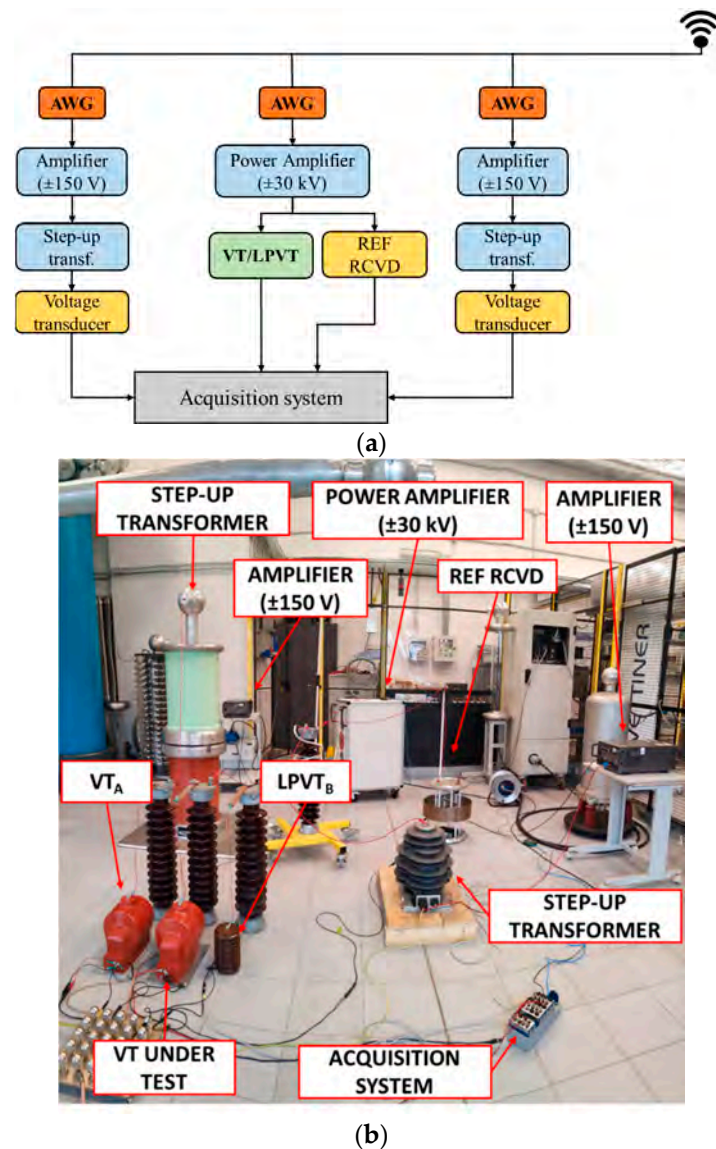 AWG
AWG
AWG
Amplifier
(±150 V)
Power Amplifier
(±30 kV)
Amplifier
(±150 V)
Step-up
transf.
VT/LPVT
REF
RCVD
Step-up
transf.
Voltage
transducer
Voltage
transducer
Acquisition system
(a)
STEP-UP
TRANSFORMER
POWER AMPLIFIER
(±30 kV)
AMPLIFIER
(±150 V)
AMPLIFIER
(±150 V)
REF RCVD
VTA
LPVTB
STEP-UP
TRANSFORMER
VT UNDER
TEST
ACQUISITION
SYSTEM
(b)